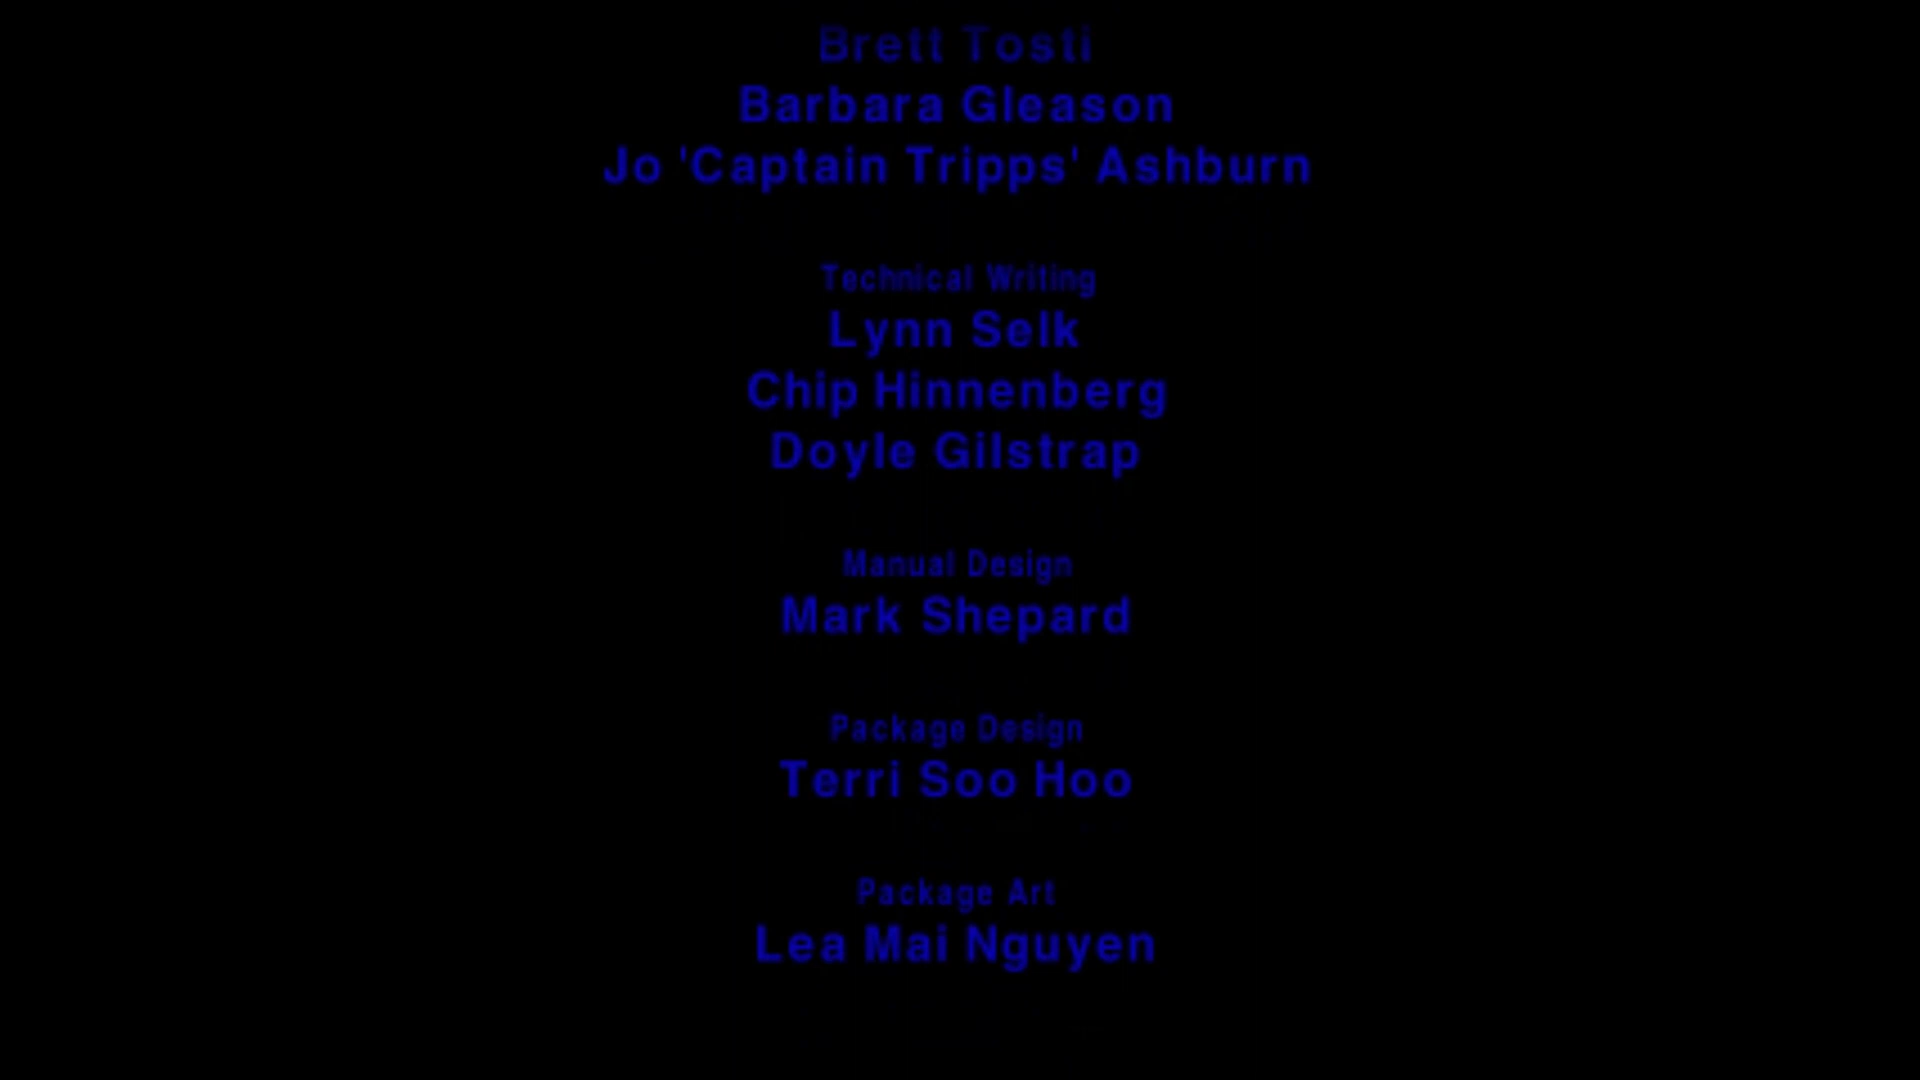 Brett Tosti
Barbara Gleason
Jo 'Captain Tripps' Ashburn
Technical Writing
Lynn Selk
Chip Hinnenberg
Doyle Gilstrap
Manual Design
Mark Shepard
Package Design
Terri Soo Hoo
Package Art
Lea Mai Nguyen